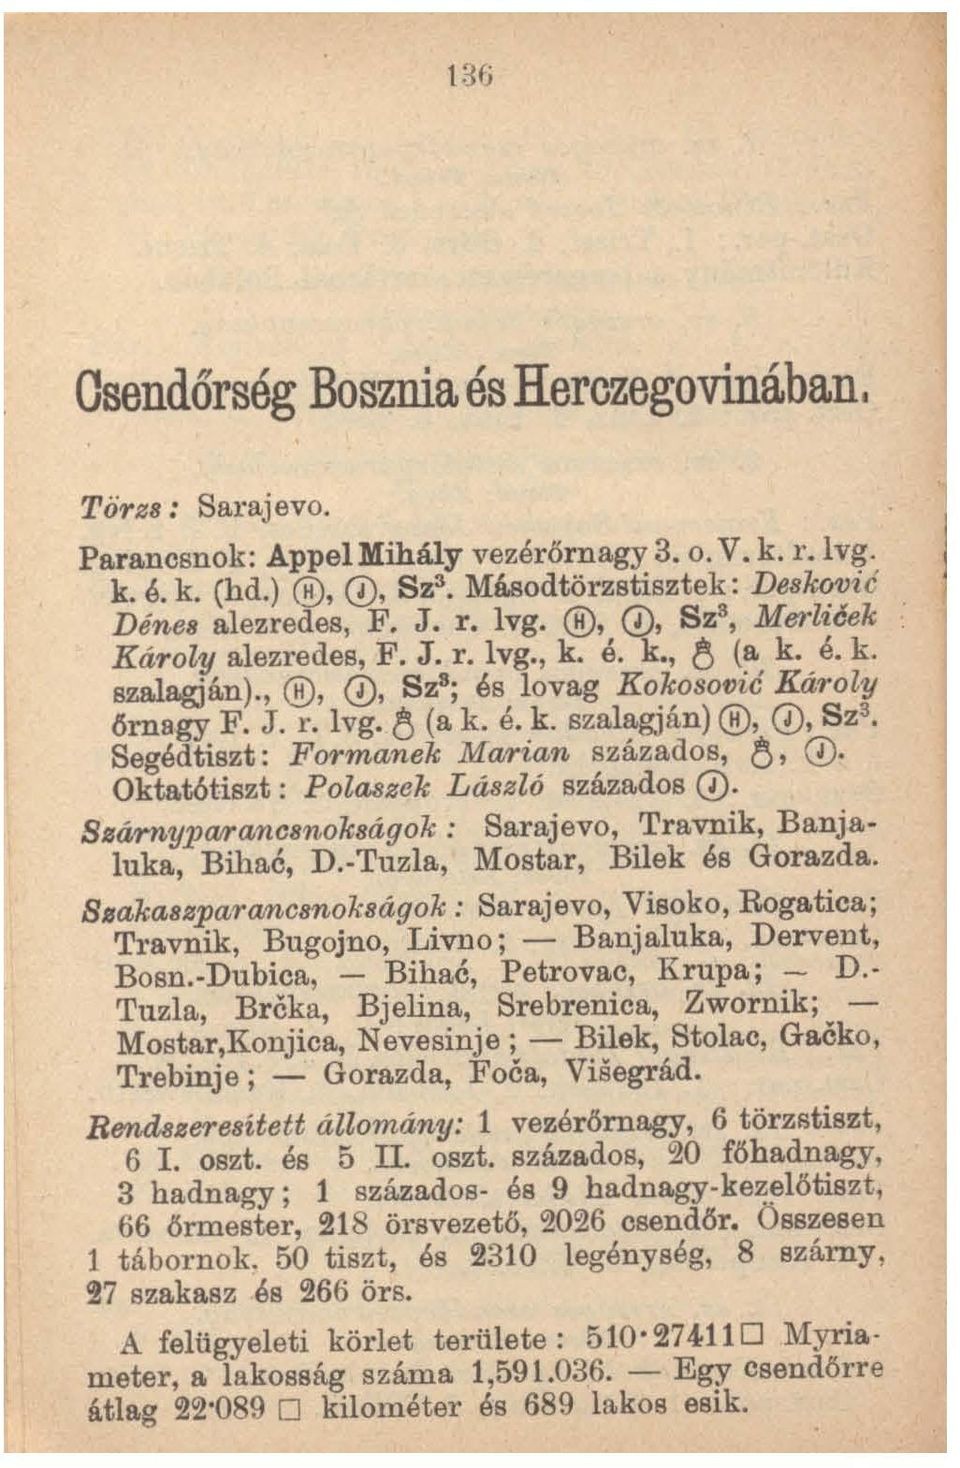 136
Csendőrség Bosznia és Herczegovinában.
Törzs: Sarajevo.
Parancsnok: Appel Mihály vezérőrnagy 3. o. V. k. r. lvg.
k. é. k. (hd.) Ⓗ, Ⓙ, Sz³. Másodtörzstisztek: Desković
Dénes alezredes, F. J. r. lvg. Ⓗ, Ⓙ, Sz³, Merliček
Károly alezredes, F. J. r. lvg., k. é. k., (a k. é. k.
szalagján)., Ⓗ, Ⓙ, Sz³; és lovag Kokosović Károly
őrnagy F. J. r. lvg. (a k. é. k. szalagján) Ⓗ, Ⓙ, Sz³.
Segédtiszt: Formanek Marian százados, , Ⓙ.
Oktatótiszt: Polaszek László százados Ⓙ.
Szárnyparancsnokságok: Sarajevo, Travnik, Banja-
luka, Bihać, D.-Tuzla, Mostar, Bilek és Gorazda.
Szakaszparancsnokságok: Sarajevo, Visoko, Rogatica;
Travnik, Bugojno, Livno; — Banjaluka, Dervent,
Bosn.-Dubica, — Bihać, Petrovac, Krupa; — D.-
Tuzla, Brčka, Bjelina, Srebrenica, Zwornik; —
Mostar,Konjica, Nevesinje; — Bilek, Stolac, Gačko,
Trebinje; — Gorazda, Foča, Višegrád.
Rendszeresített állomány: 1 vezérőrnagy, 6 törzstiszt,
6 I. oszt. és 5 II. oszt. százados, 20 főhadnagy,
3 hadnagy; 1 százados- és 9 hadnagy-kezelőtiszt,
66 őrmester, 218 örsvezető, 2026 csendőr. Összesen
1 tábornok, 50 tiszt, és 2310 legénység, 8 szárny,
27 szakasz és 266 örs.
A felügyeleti körlet területe: 510·27411□ Myria-
meter, a lakosság száma 1,591.036. — Egy csendőrre
átlag 22·089 □ kilométer és 689 lakos esik.